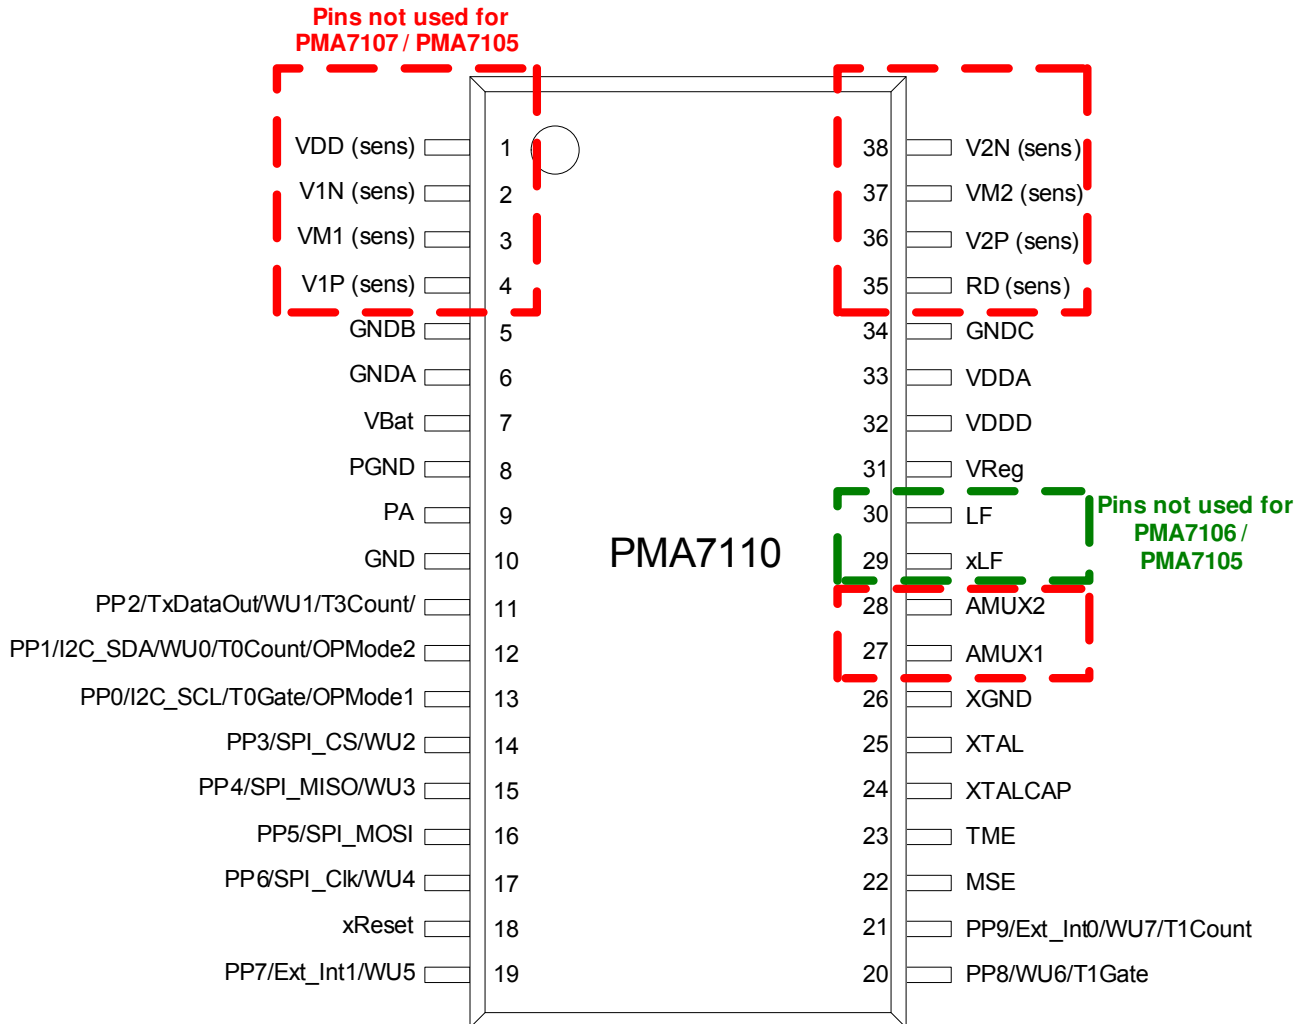 Pins not used for
PMA7107 / PMA7105
VDD (sens) 1
V1N (sens) 2
VM1 (sens) 3
V1P (sens) 4
GNDB 5
GNDA 6
VBat 7
PGND 8
PA 9
GND 10
PP2/TxDataOut/WU1/T3Count/ 11
PP1/I2C_SDA/WU0/T0Count/OPMode2 12
PP0/I2C_SCL/T0Gate/OPMode1 13
PP3/SPI_CS/WU2 14
PP4/SPI_MISO/WU3 15
PP5/SPI_MOSI 16
PP6/SPI_Clk/WU4 17
xReset 18
PP7/Ext_Int1/WU5 19
PMA7110
38 V2N (sens)
37 VM2 (sens)
36 V2P (sens)
35 RD (sens)
34 GNDC
33 VDDA
32 VDDD
31 VReg
30 LF
29 xLF
28 AMUX2
27 AMUX1
26 XGND
25 XTAL
24 XTALCAP
23 TME
22 MSE
21 PP9/Ext_Int0/WU7/T1Count
20 PP8/WU6/T1Gate
Pins not used for
PMA7106 /
PMA7105